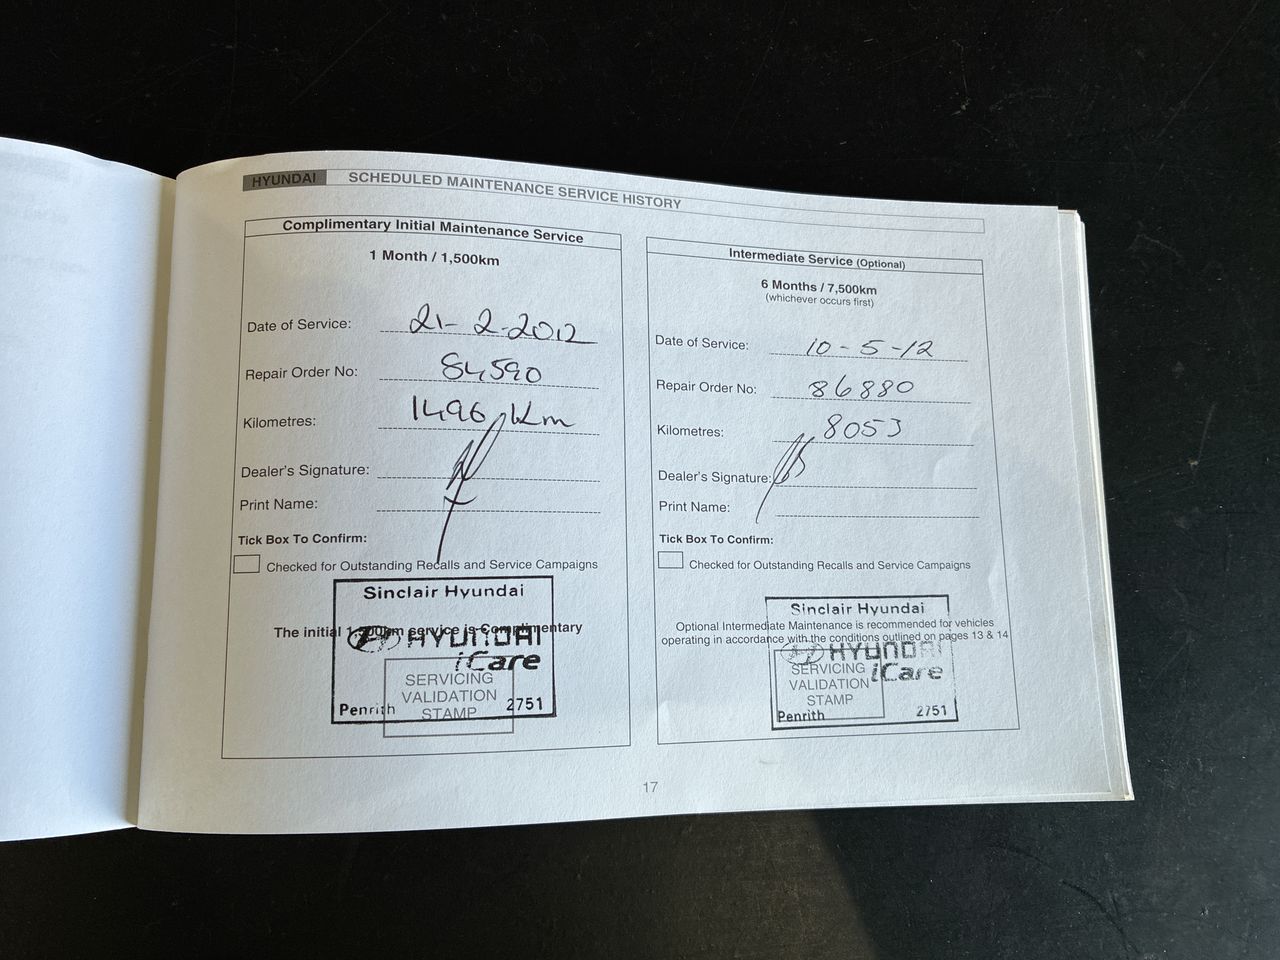 HYUNDAI SCHEDULED MAINTENANCE SERVICE HISTORY
Complimentary Initial Maintenance Service
1 Month / 1,500km
Date of Service: 21-2-2012
Repair Order No: 84590
Kilometres: 1496 km
Dealer's Signature:
Print Name:
Tick Box To Confirm:
Checked for Outstanding Recalls and Service Campaigns
Sinclair Hyundai
The initial 1,500km service is Complimentary
HYUNDAI
iCare
SERVICING
VALIDATION
STAMP
Penrith 2751
Intermediate Service (Optional)
6 Months / 7,500km
(whichever occurs first)
Date of Service: 10-5-12
Repair Order No: 86880
Kilometres: 8053
Dealer's Signature:
Print Name:
Tick Box To Confirm:
Checked for Outstanding Recalls and Service Campaigns
Sinclair Hyundai
Optional Intermediate Maintenance is recommended for vehicles
operating in accordance with the conditions outlined on pages 13 & 14
HYUNDAI
iCare
SERVICING
VALIDATION
STAMP
Penrith 2751
17